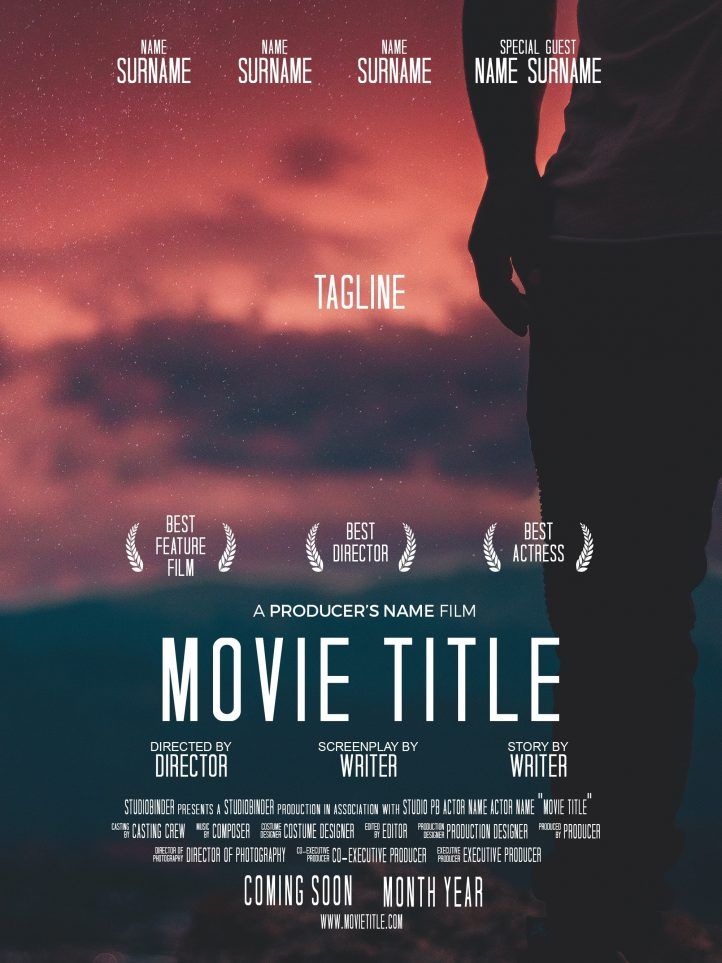 NAME NAME NAME SPECIAL GUEST
SURNAME SURNAME SURNAME NAME SURNAME
TAGLINE
BEST
FEATURE
FILM
BEST
DIRECTOR
BEST
ACTRESS
A PRODUCER'S NAME FILM
MOVIE TITLE
DIRECTED BY SCREENPLAY BY STORY BY
DIRECTOR WRITER WRITER
STUDIOBINDER PRESENTS A STUDIOBINDER PRODUCTION IN ASSOCIATION WITH STUDIO PB ACTOR NAME ACTOR NAME "MOVIE TITLE"
CASTING BY CASTING CREW MUSIC BY COMPOSER COSTUME DESIGNER COSTUME DESIGNER EDITED BY EDITOR PRODUCTION DESIGNER PRODUCTION DESIGNER PRODUCED BY PRODUCER
DIRECTOR OF PHOTOGRAPHY DIRECTOR OF PHOTOGRAPHY CO-EXECUTIVE PRODUCER CO-EXECUTIVE PRODUCER EXECUTIVE PRODUCER EXECUTIVE PRODUCER
COMING SOON MONTH YEAR
WWW.MOVIETITLE.COM